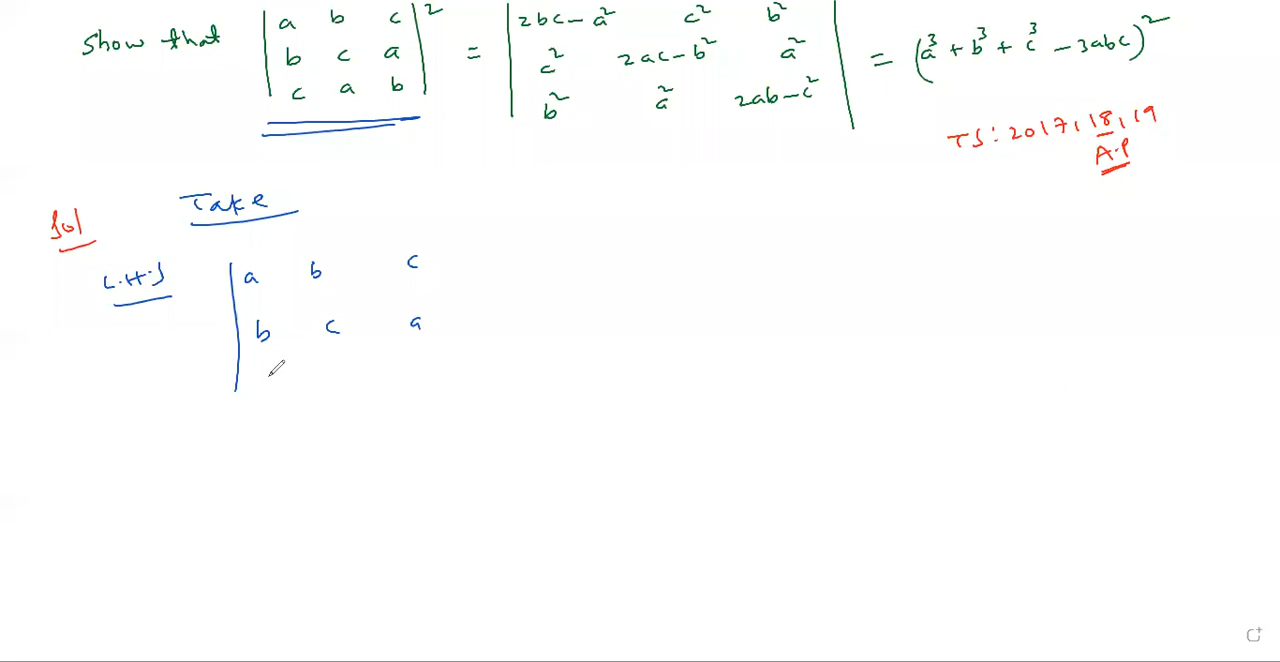 Show that | a b c |² = | 2bc-a² c² b² | = (a³ + b³ + c³ - 3abc)²
| b c a | | c² 2ac-b² a² |
| c a b | | b² a² 2ab-c² |
TS: 2017, 18, 19
A.P
Sol Take
L.H.S | a b c
b c a